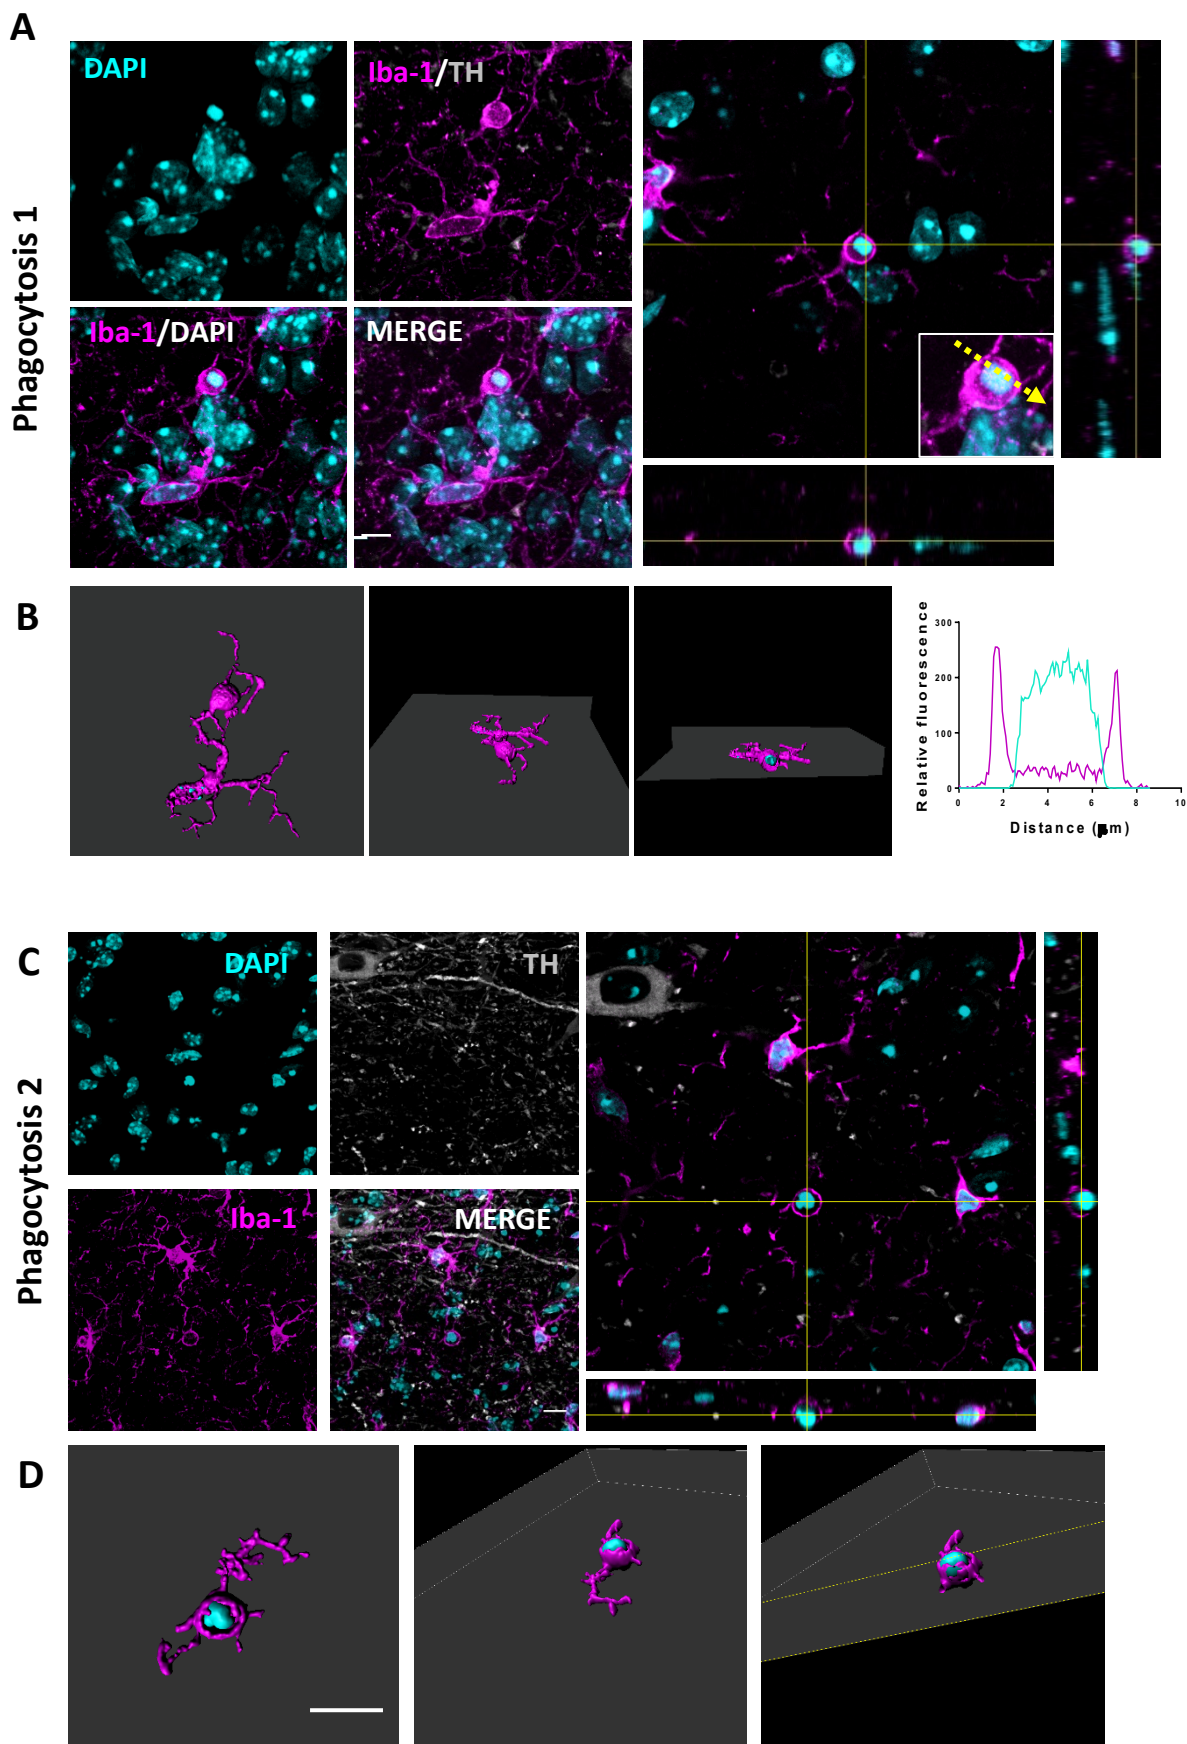 A
Phagocytosis 1
DAPI
Iba-1/TH
Iba-1/DAPI
MERGE
B
Relative fluorescence
300
200
100
0
0 2 4 6 8 10
Distance (μm)
C
Phagocytosis 2
DAPI
TH
Iba-1
MERGE
D